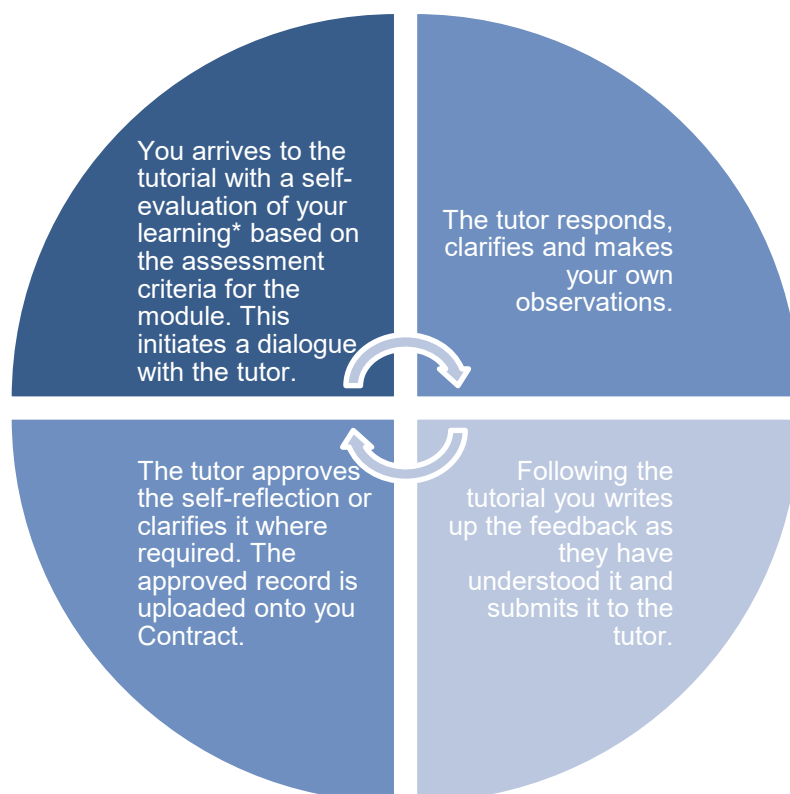 You arrives to the
tutorial with a self-
evaluation of your
learning* based on
the assessment
criteria for the
module. This
initiates a dialogue
with the tutor.
The tutor responds,
clarifies and makes
your own
observations.
Following the
tutorial you writes
up the feedback as
they have
understood it and
submits it to the
tutor.
The tutor approves
the self-reflection or
clarifies it where
required. The
approved record is
uploaded onto you
Contract.